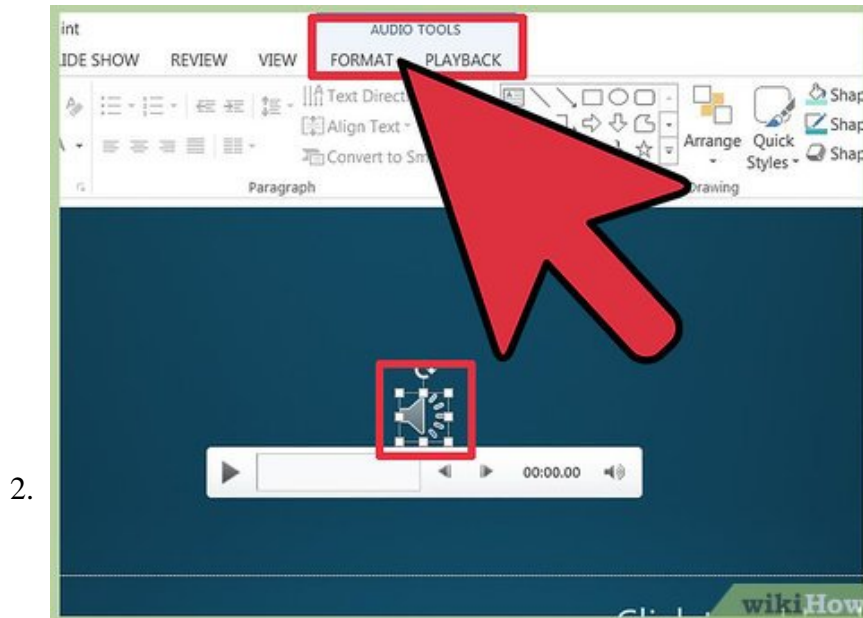 int
AUDIO TOOLS
IDE SHOW REVIEW VIEW FORMAT PLAYBACK
Text Direct
Shap
Align Text
Arrange Quick Shap
Convert to Sm
Styles Shap
Paragraph Drawing
00:00.00
2.
wikiHow